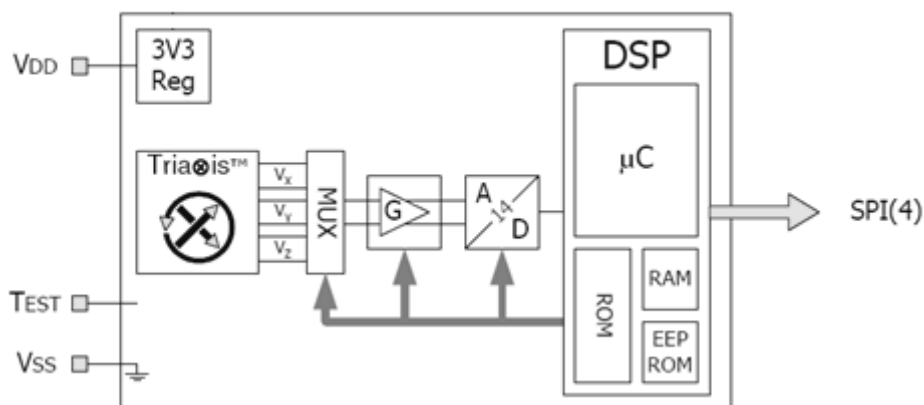 VDD
3V3
Reg
DSP
μC
Tria⊗is™
VX
VY
VZ
MUX
G
A
14
D
SPI(4)
ROM
RAM
EEP
ROM
TEST
VSS